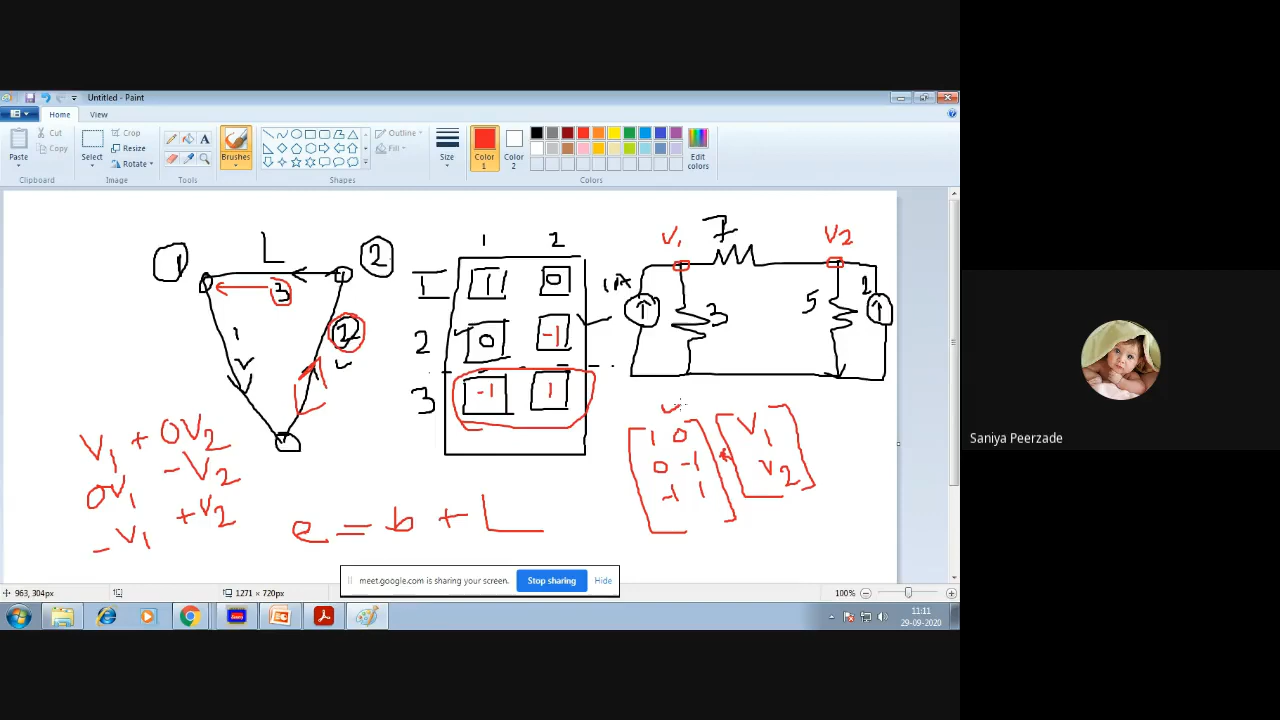 Untitled - Paint
Home
View
Paste
Cut
Copy
Select
Crop
Resize
Rotate
Brushes
Outline
Fill
Size
Color 1
Color 2
Edit colors
Clipboard
Image
Tools
Shapes
Colors
1
L
2
3
1
2
1 2
1 0
2 0 -1
3 -1 1
V1
7
V2
1A
3
5
2
V1 + 0V2
0V1 - V2
- V1 + V2
e = b + L
1 0
0 -1
-1 1
V1
V2
meet.google.com is sharing your screen.
Stop sharing
Hide
963, 304px
1271 × 720px
100%
11:11
29-09-2020
Saniya Peerzade